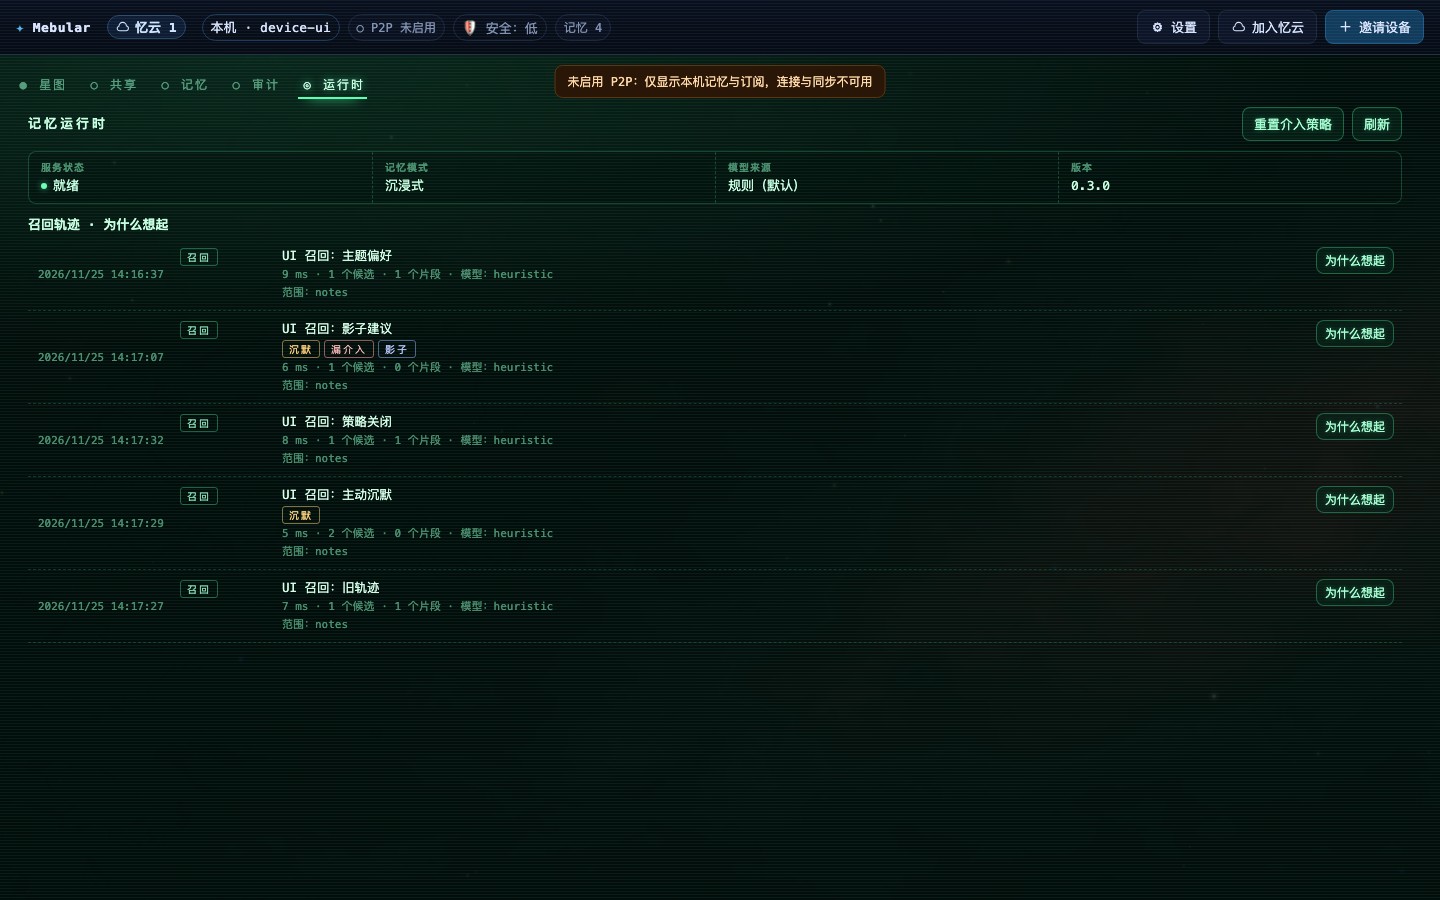 Mebular
忆云 1
本机 · device-ui
P2P 未启用
安全: 低
记忆 4
设置
加入忆云
+ 邀请设备
星图
共享
记忆
审计
运行时
未启用 P2P: 仅显示本机记忆与订阅, 连接与同步不可用
记忆运行时
重置介入策略
刷新
服务状态
就绪
记忆模式
沉浸式
模型来源
规则 (默认)
版本
0.3.0
召回轨迹 · 为什么想起
2026/11/25 14:16:37
召回
UI 召回: 主题偏好
9 ms · 1 个候选 · 1 个片段 · 模型: heuristic
范围: notes
为什么想起
2026/11/25 14:17:07
召回
UI 召回: 影子建议
沉默 漏介入 影子
6 ms · 1 个候选 · 0 个片段 · 模型: heuristic
范围: notes
为什么想起
2026/11/25 14:17:32
召回
UI 召回: 策略关闭
8 ms · 1 个候选 · 1 个片段 · 模型: heuristic
范围: notes
为什么想起
2026/11/25 14:17:29
召回
UI 召回: 主动沉默
沉默
5 ms · 2 个候选 · 0 个片段 · 模型: heuristic
范围: notes
为什么想起
2026/11/25 14:17:27
召回
UI 召回: 旧轨迹
7 ms · 1 个候选 · 1 个片段 · 模型: heuristic
范围: notes
为什么想起